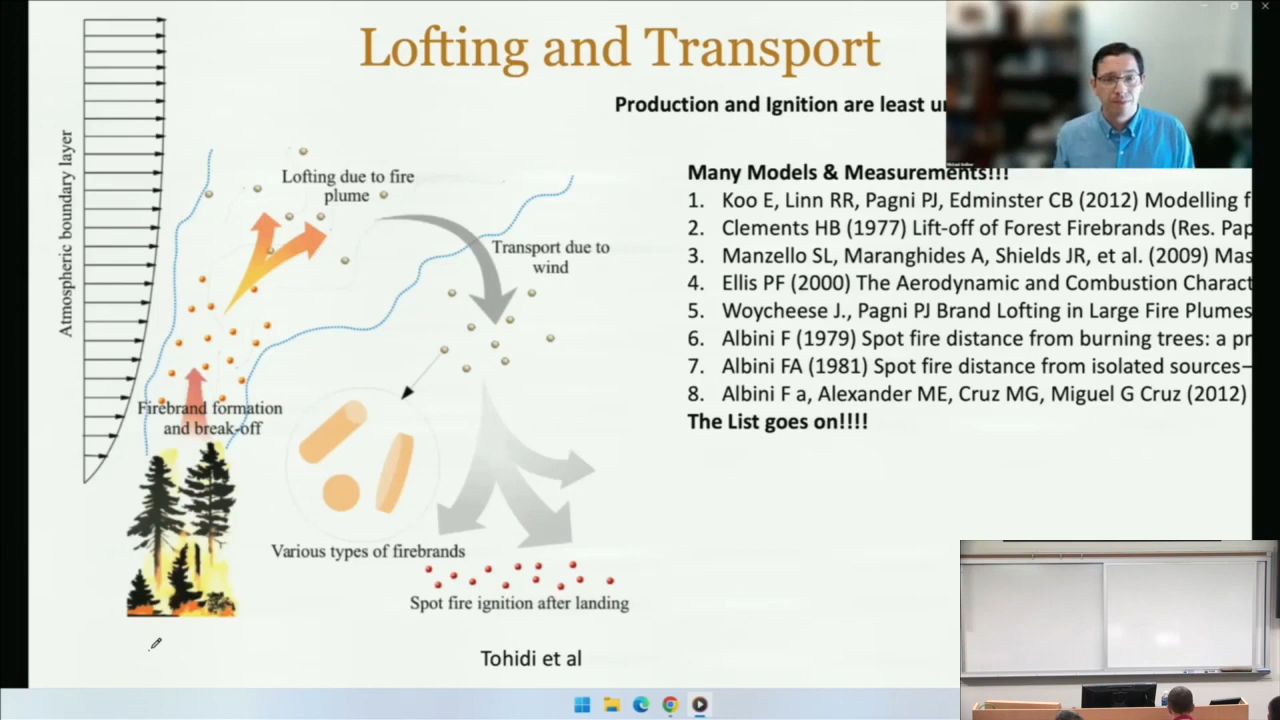 Lofting and Transport
Production and Ignition are least
Many Models & Measurements!!!
1. Koo E, Linn RR, Pagni PJ, Edminster CB (2012) Modelling f
2. Clements HB (1977) Lift-off of Forest Firebrands (Res. Pap
3. Manzello SL, Maranghides A, Shields JR, et al. (2009) Mas
4. Ellis PF (2000) The Aerodynamic and Combustion Charact
5. Woycheese J., Pagni PJ Brand Lofting in Large Fire Plumes
6. Albini F (1979) Spot fire distance from burning trees: a pr
7. Albini FA (1981) Spot fire distance from isolated sources—
8. Albini F a, Alexander ME, Cruz MG, Miguel G Cruz (2012)
The List goes on!!!!
Atmospheric boundary layer
Lofting due to fire
plume
Transport due to
wind
Firebrand formation
and break-off
Various types of firebrands
Spot fire ignition after landing
Tohidi et al